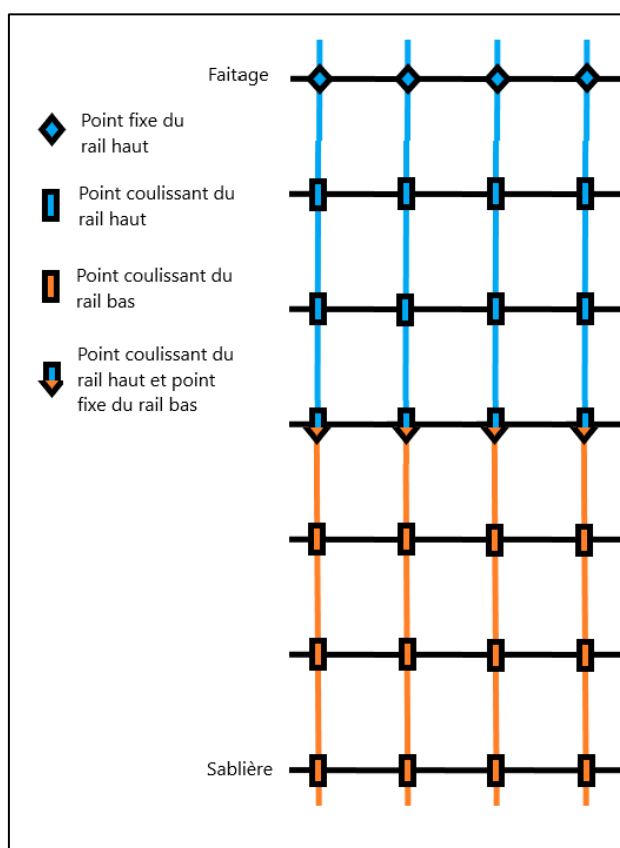 Faitage
Point fixe du
rail haut
Point coulissant du
rail haut
Point coulissant du
rail bas
Point coulissant du
rail haut et point
fixe du rail bas
Sablière